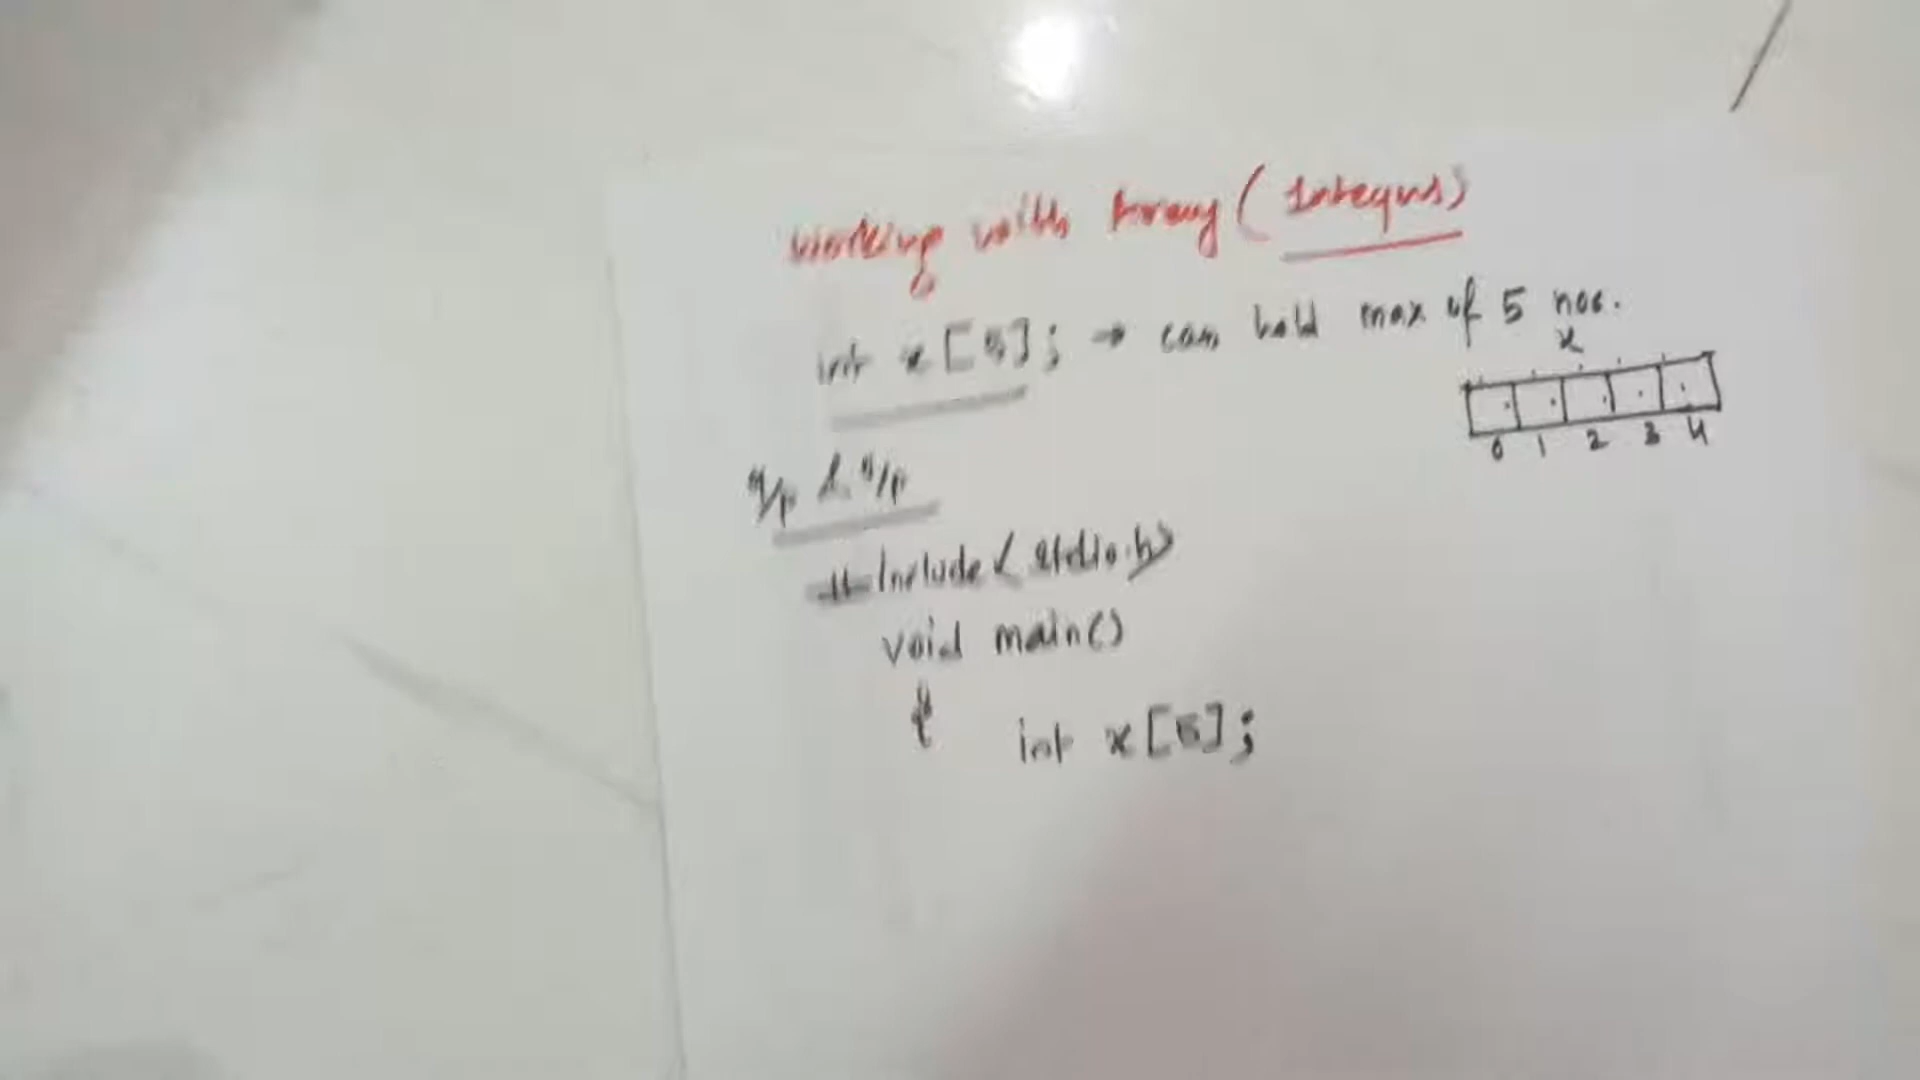 working with Array (Integers)
int x[5]; → can hold max of 5 nos.
x
0 1 2 3 4
I/p & O/p
#include<stdio.h>
void main()
{ int x[5];